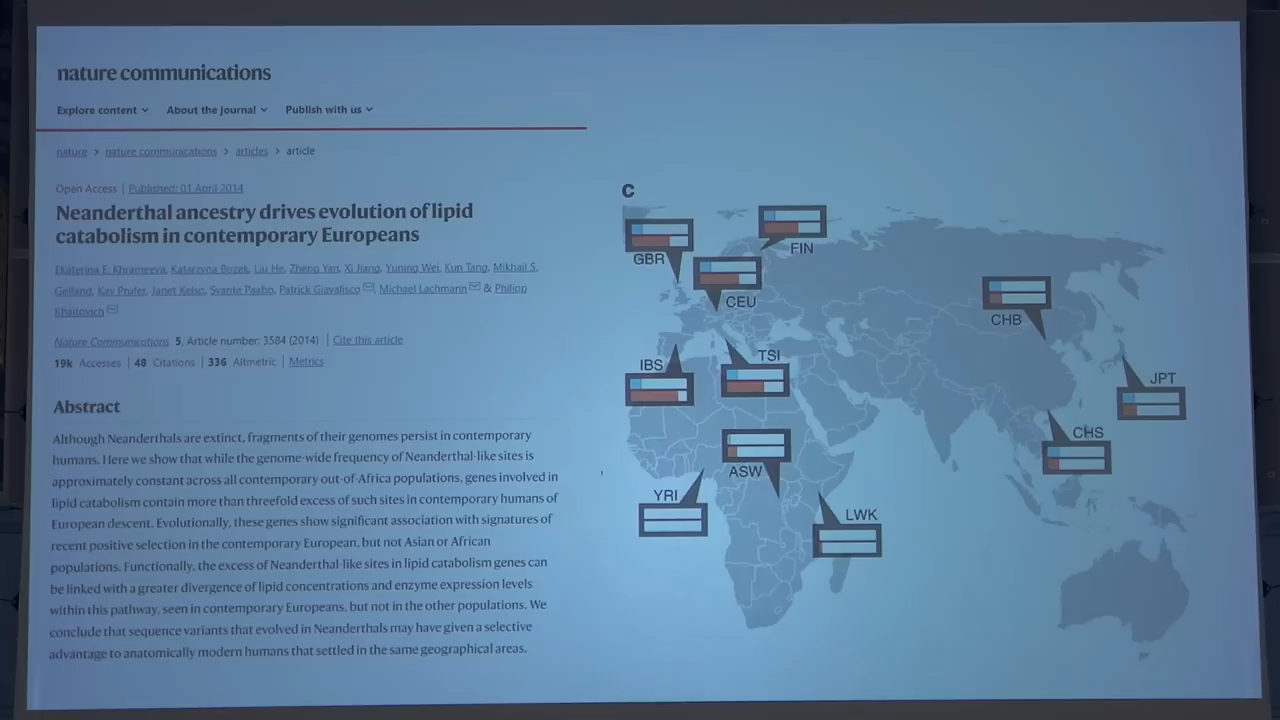 nature communications
Explore content
About the journal
Publish with us
nature > nature communications > articles > article
Open Access | Published: 01 April 2014
Neanderthal ancestry drives evolution of lipid
catabolism in contemporary Europeans
Ekaterina E. Khrameeva, Katarzyna Bozek, Liu He, Zheng Yan, Xi Jiang, Yuning Wei, Kun Tang, Mikhail S.
Gelfand, Kay Prufer, Janet Kelso, Svante Paabo, Patrick Giavalisco, Michael Lachmann & Philipp
Khaitovich
Nature Communications 5, Article number: 3584 (2014) | Cite this article
19k Accesses | 48 Citations | 336 Altmetric | Metrics
Abstract
Although Neanderthals are extinct, fragments of their genomes persist in contemporary
humans. Here we show that while the genome-wide frequency of Neanderthal-like sites is
approximately constant across all contemporary out-of-Africa populations, genes involved in
lipid catabolism contain more than threefold excess of such sites in contemporary humans of
European descent. Evolutionally, these genes show significant association with signatures of
recent positive selection in the contemporary European, but not Asian or African
populations. Functionally, the excess of Neanderthal-like sites in lipid catabolism genes can
be linked with a greater divergence of lipid concentrations and enzyme expression levels
within this pathway, seen in contemporary Europeans, but not in the other populations. We
conclude that sequence variants that evolved in Neanderthals may have given a selective
advantage to anatomically modern humans that settled in the same geographical areas.
C
GBR
FIN
CEU
CHB
IBS
TSI
JPT
CHS
ASW
YRI
LWK